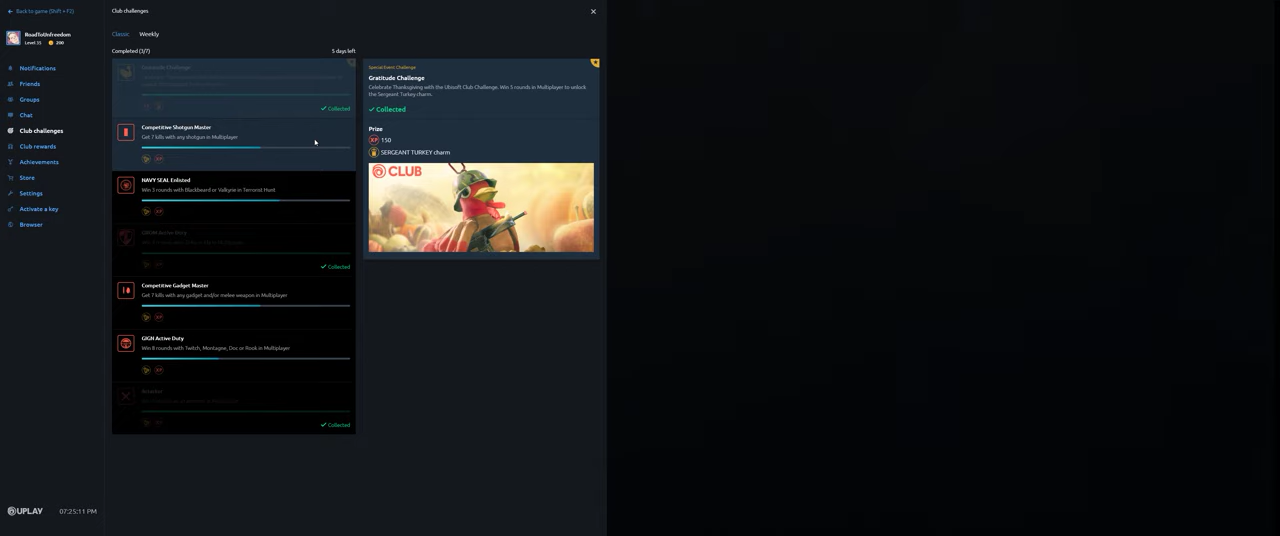 Back to game (Shift + F2)
RoadToUnfreedom
Level 35
200
Notifications
Friends
Groups
Chat
Club challenges
Club rewards
Achievements
Store
Settings
Activate a key
Browser
UPLAY
07:25:11 PM
Club challenges
Classic
Weekly
Completed (3/7)
5 days left
Collected
Competitive Shotgun Master
Get 7 kills with any shotgun in Multiplayer
XP
NAVY SEAL Enlisted
Win 3 rounds with Blackbeard or Valkyrie in Terrorist Hunt
XP
Collected
Competitive Gadget Master
Get 7 kills with any gadget and/or melee weapon in Multiplayer
XP
GIGN Active Duty
Win 8 rounds with Twitch, Montagne, Doc or Rook in Multiplayer
XP
Collected
Special Event Challenge
Gratitude Challenge
Celebrate Thanksgiving with the Ubisoft Club Challenge. Win 5 rounds in Multiplayer to unlock
the Sergeant Turkey charm.
Collected
Prize
XP 150
SERGEANT TURKEY charm
CLUB